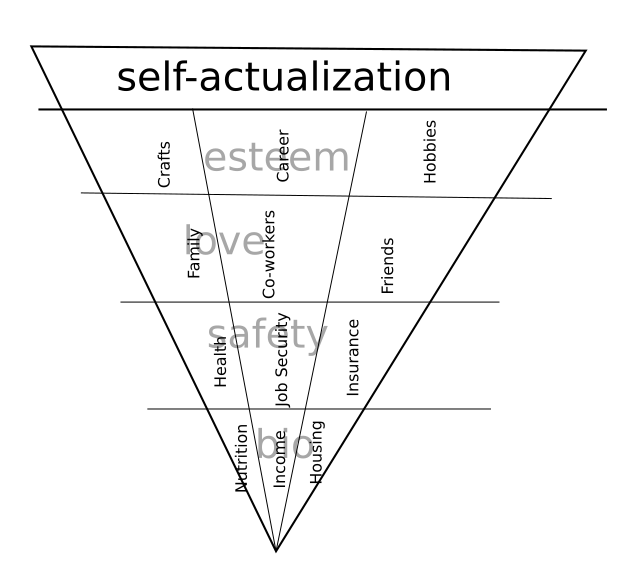 self-actualization
esteem
Crafts
Career
Hobbies
love
Family
Co-workers
Friends
safety
Health
Job Security
Insurance
bio
Nutrition
Income
Housing